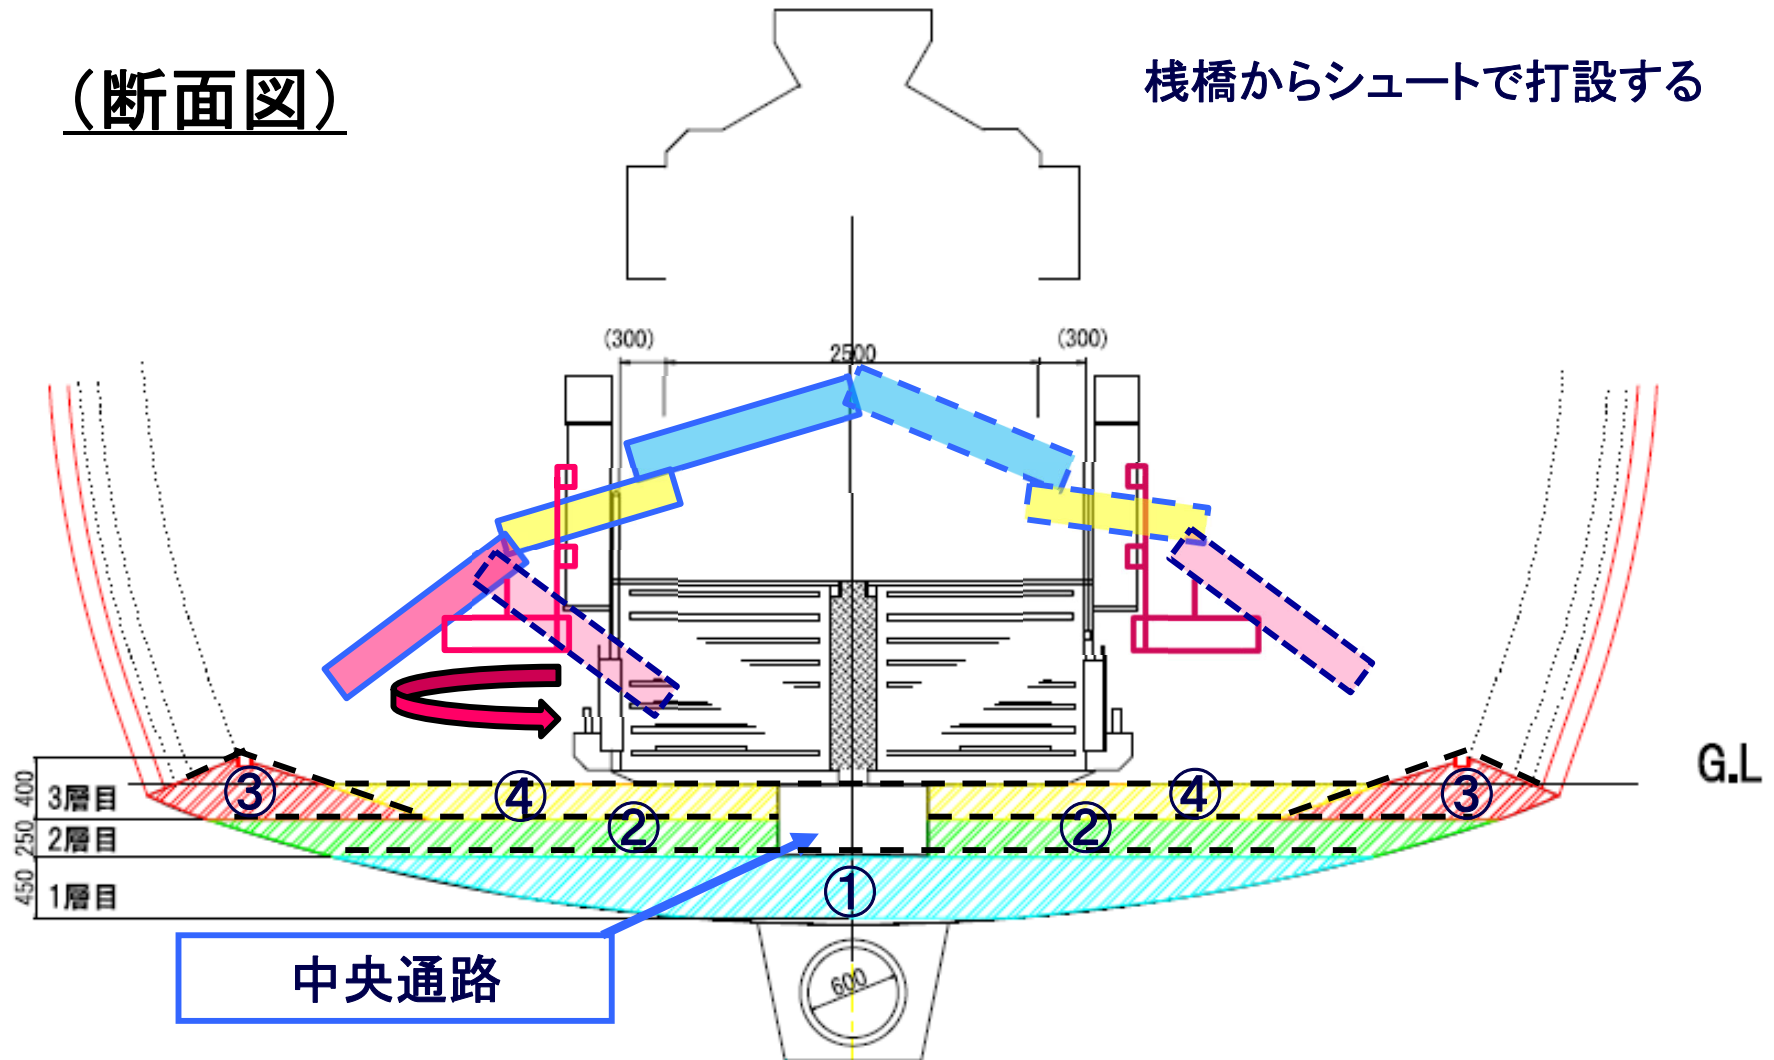 （断面図）
桟橋からシュートで打設する
(300)
2500
(300)
G.L
400
3層目
③
④
④
③
250
2層目
②
②
450
1層目
①
中央通路
600